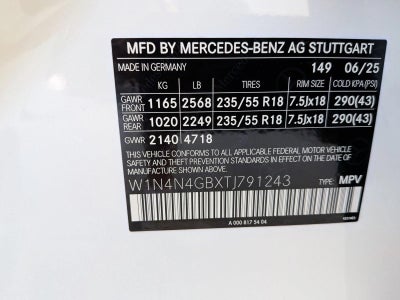 MFD BY MERCEDES-BENZ AG STUTTGART
MADE IN GERMANY 149 06/25
KG LB TIRES RIM SIZE COLD KPA(PSI)
GAWR FRONT 1165 2568 235/55 R18 7.5Jx18 290(43)
GAWR REAR 1020 2249 235/55 R18 7.5Jx18 290(43)
GVWR 2140 4718
THIS VEHICLE CONFORMS TO ALL
APPLICABLE FEDERAL MOTOR VEHICLE
SAFETY STANDARDS IN EFFECT ON THE
DATE OF MANUFACTURE SHOWN ABOVE.
W1N4N4GBXTJ791243 TYPE: MPV
A 000 817 54 04